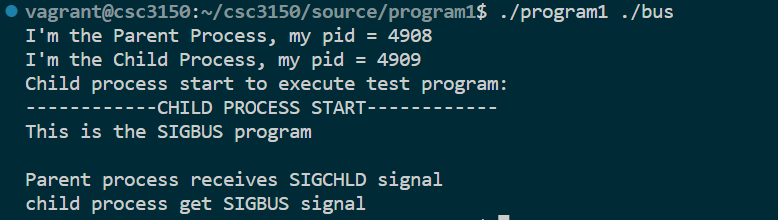 vagrant@csc3150:~/csc3150/source/program1$ ./program1 ./bus
I'm the Parent Process, my pid = 4908
I'm the Child Process, my pid = 4909
Child process start to execute test program:
------------CHILD PROCESS START------------
This is the SIGBUS program
Parent process receives SIGCHLD signal
child process get SIGBUS signal